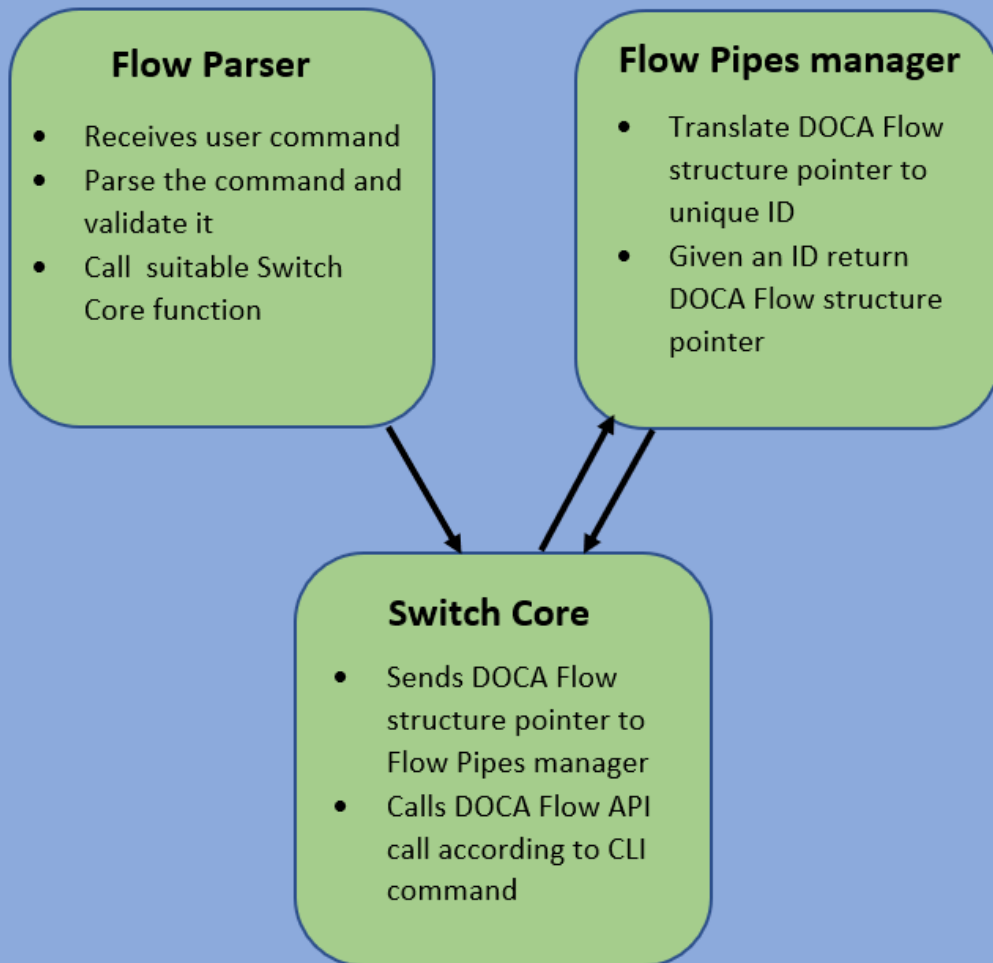 Flow Parser
• Receives user command
• Parse the command and
validate it
• Call  suitable Switch
Core function
Flow Pipes manager
• Translate DOCA Flow
structure pointer to
unique ID
• Given an ID return
DOCA Flow structure
pointer
Switch Core
• Sends DOCA Flow
structure pointer to
Flow Pipes manager
• Calls DOCA Flow API
call according to CLI
command